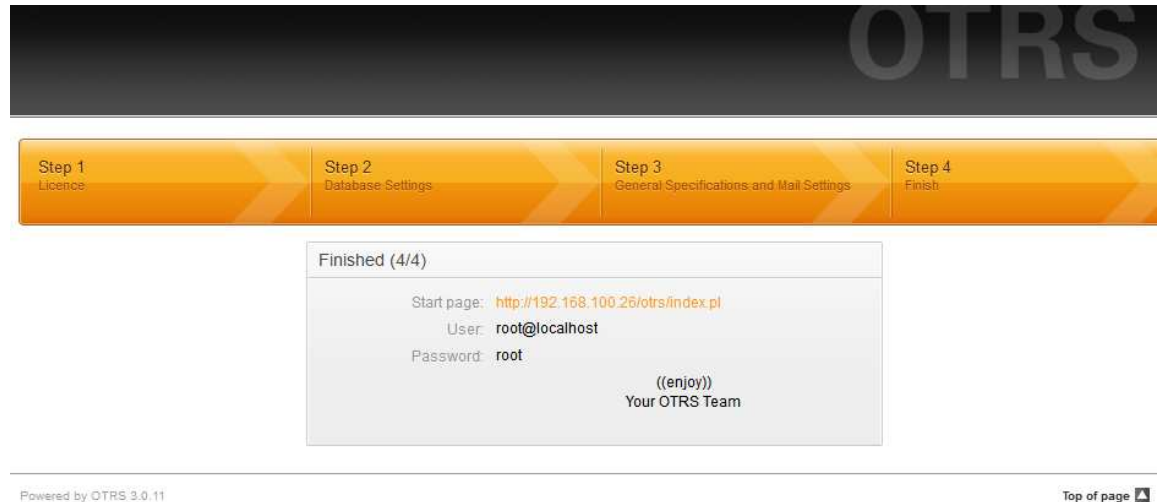 OTRS
Step 1
Licence
Step 2
Database Settings
Step 3
General Specifications and Mail Settings
Step 4
Finish
Finished (4/4)
Start page: http://192.168.100.26/otrs/index.pl
User: root@localhost
Password: root
((enjoy))
Your OTRS Team
Powered by OTRS 3.0.11
Top of page